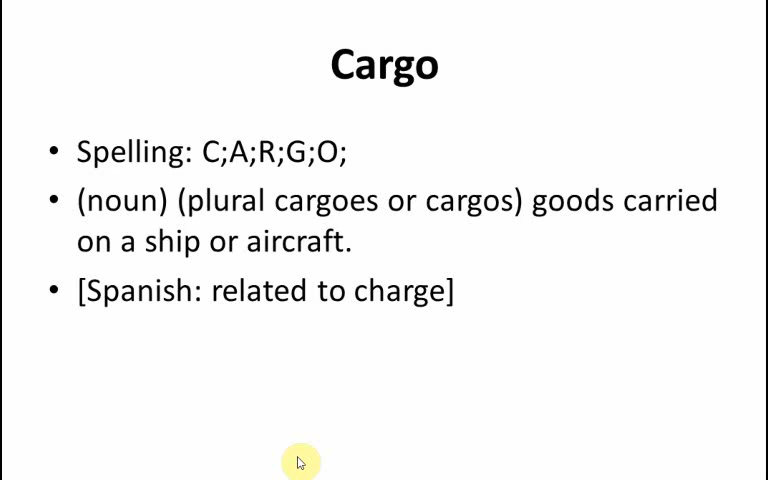 Cargo
• Spelling: C;A;R;G;O;
• (noun) (plural cargoes or cargos) goods carried
on a ship or aircraft.
• [Spanish: related to charge]